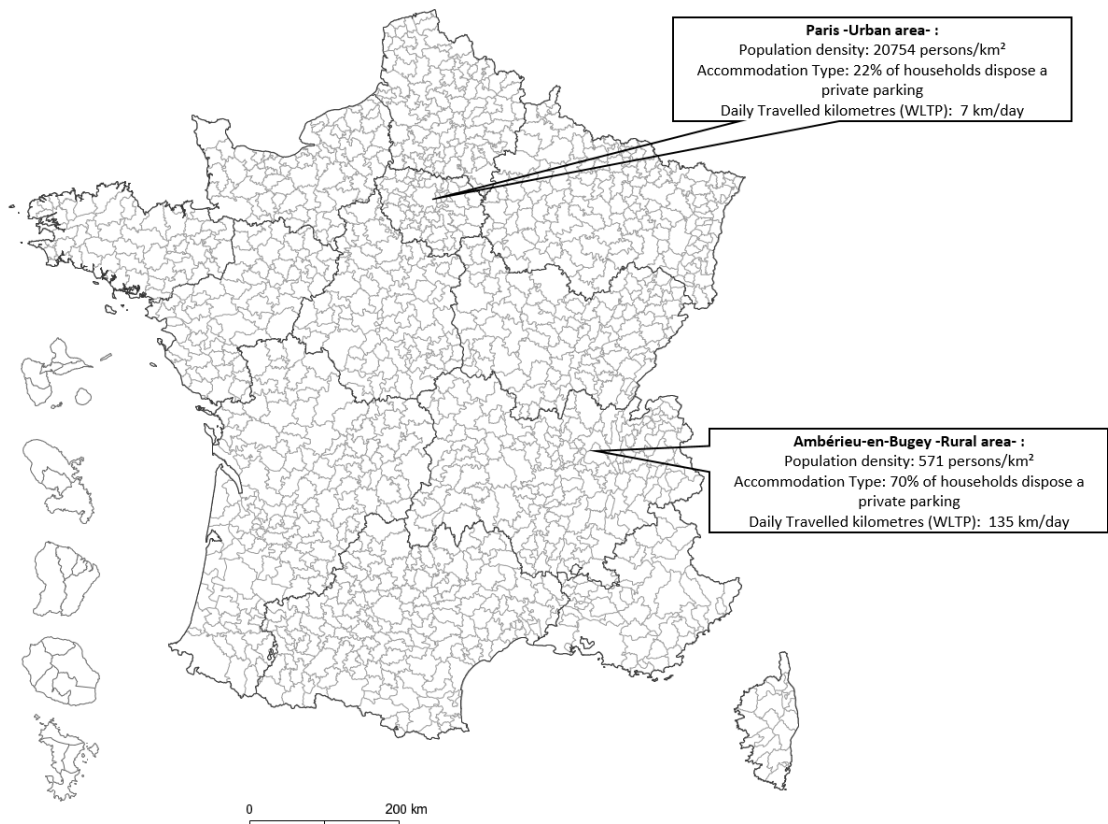 Paris -Urban area- :
Population density: 20754 persons/km²
Accommodation Type: 22% of households dispose a
private parking
Daily Travelled kilometres (WLTP):  7 km/day
Ambérieu-en-Bugey -Rural area- :
Population density: 571 persons/km²
Accommodation Type: 70% of households dispose a
private parking
Daily Travelled kilometres (WLTP):  135 km/day
0 200 km